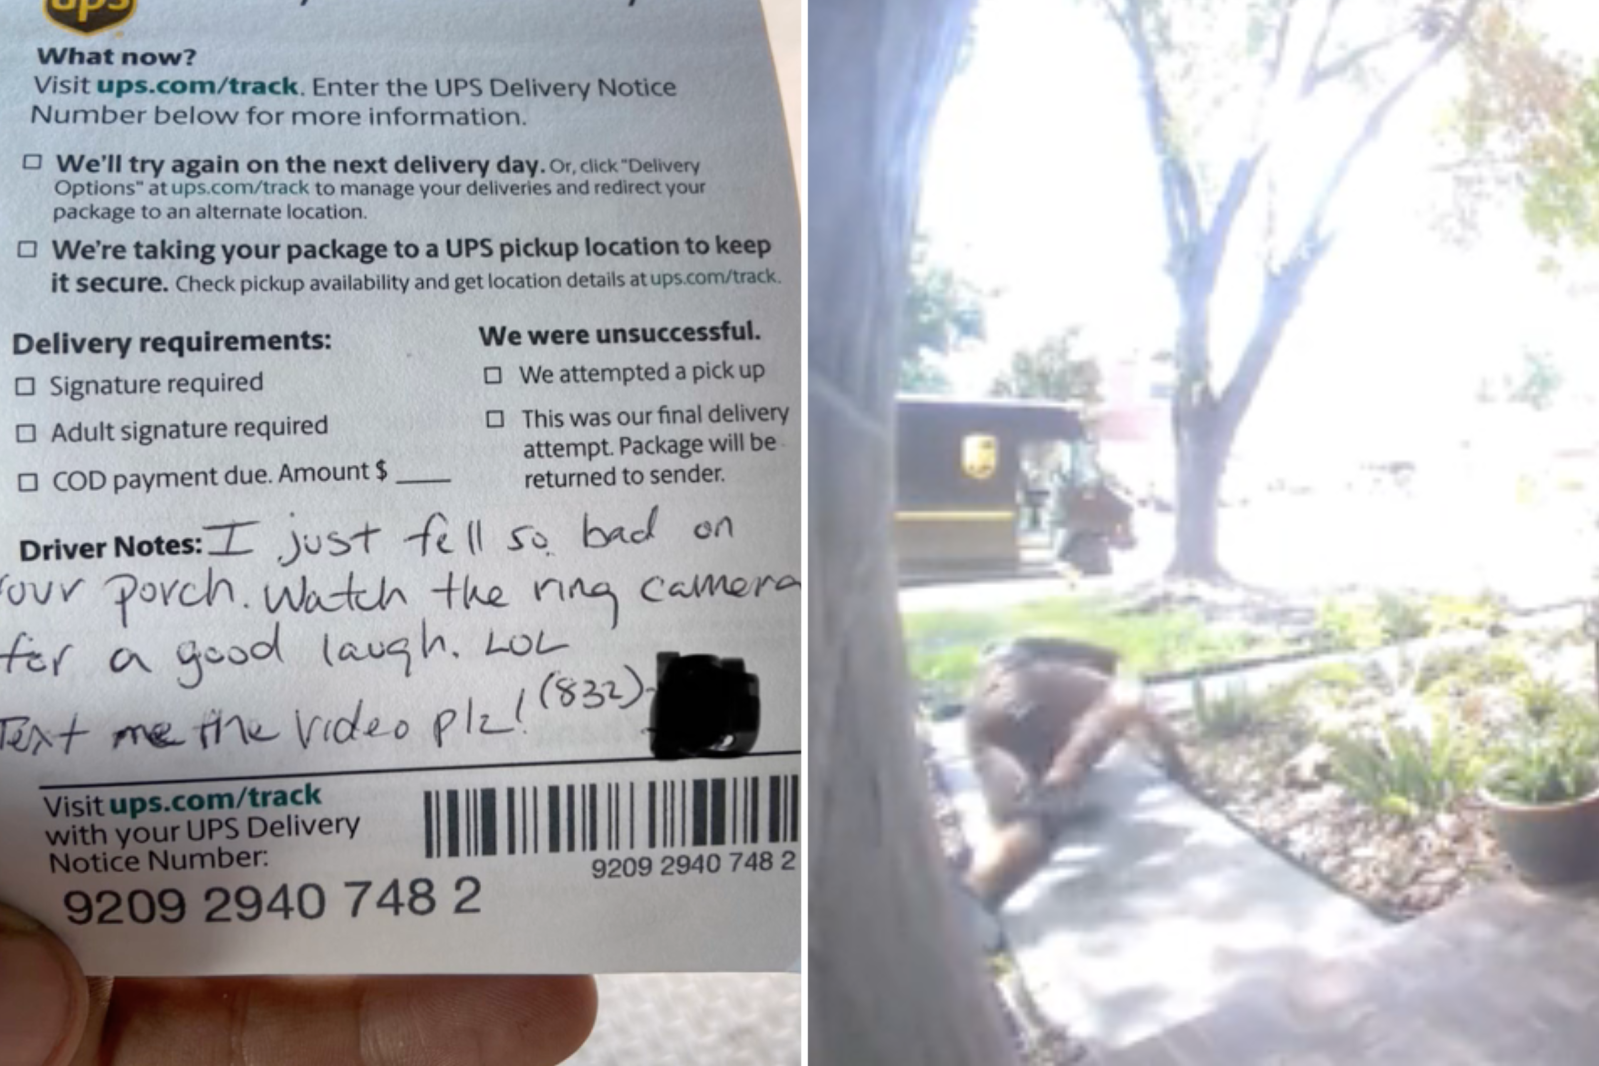 ups
What now?
Visit ups.com/track. Enter the UPS Delivery Notice
Number below for more information.
We'll try again on the next delivery day. Or, click "Delivery
Options" at ups.com/track to manage your deliveries and redirect your
package to an alternate location.
We're taking your package to a UPS pickup location to keep
it secure. Check pickup availability and get location details at ups.com/track.
Delivery requirements:
Signature required
Adult signature required
COD payment due. Amount $ ____
We were unsuccessful.
We attempted a pick up
This was our final delivery
attempt. Package will be
returned to sender.
Driver Notes: I just fell so bad on
your porch. Watch the ring camera
for a good laugh. LOL
Text me the video plz! (832)-
Visit ups.com/track
with your UPS Delivery
Notice Number:
9209 2940 748 2
9209 2940 748 2